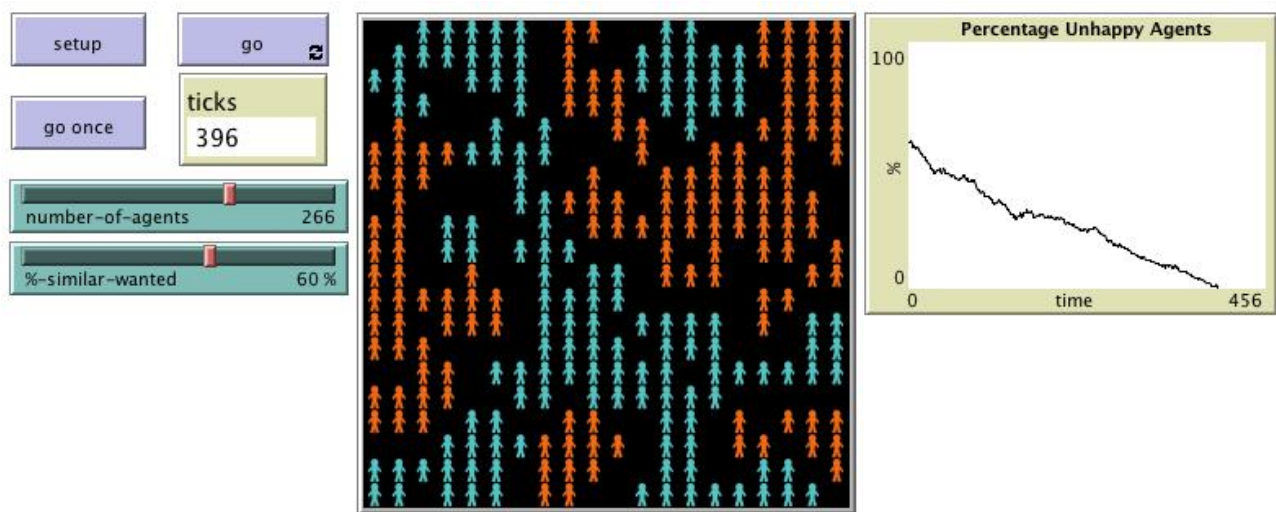 setup
go
go once
ticks
396
number-of-agents 266
%-similar-wanted 60 %
Percentage Unhappy Agents
100
%
0
0 time 456